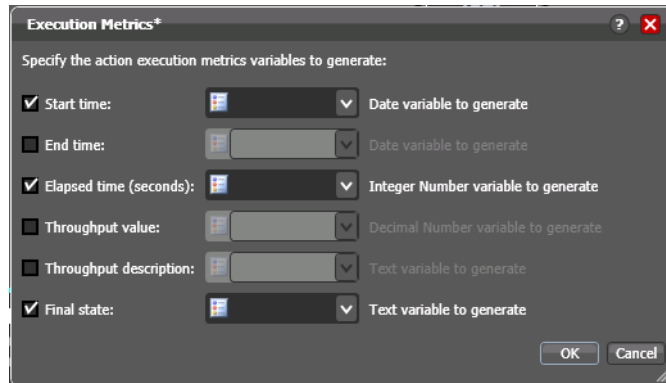 Execution Metrics*
?
X
Specify the action execution metrics variables to generate:
Start time: Date variable to generate
End time: Date variable to generate
Elapsed time (seconds): Integer Number variable to generate
Throughput value: Decimal Number variable to generate
Throughput description: Text variable to generate
Final state: Text variable to generate
OK Cancel